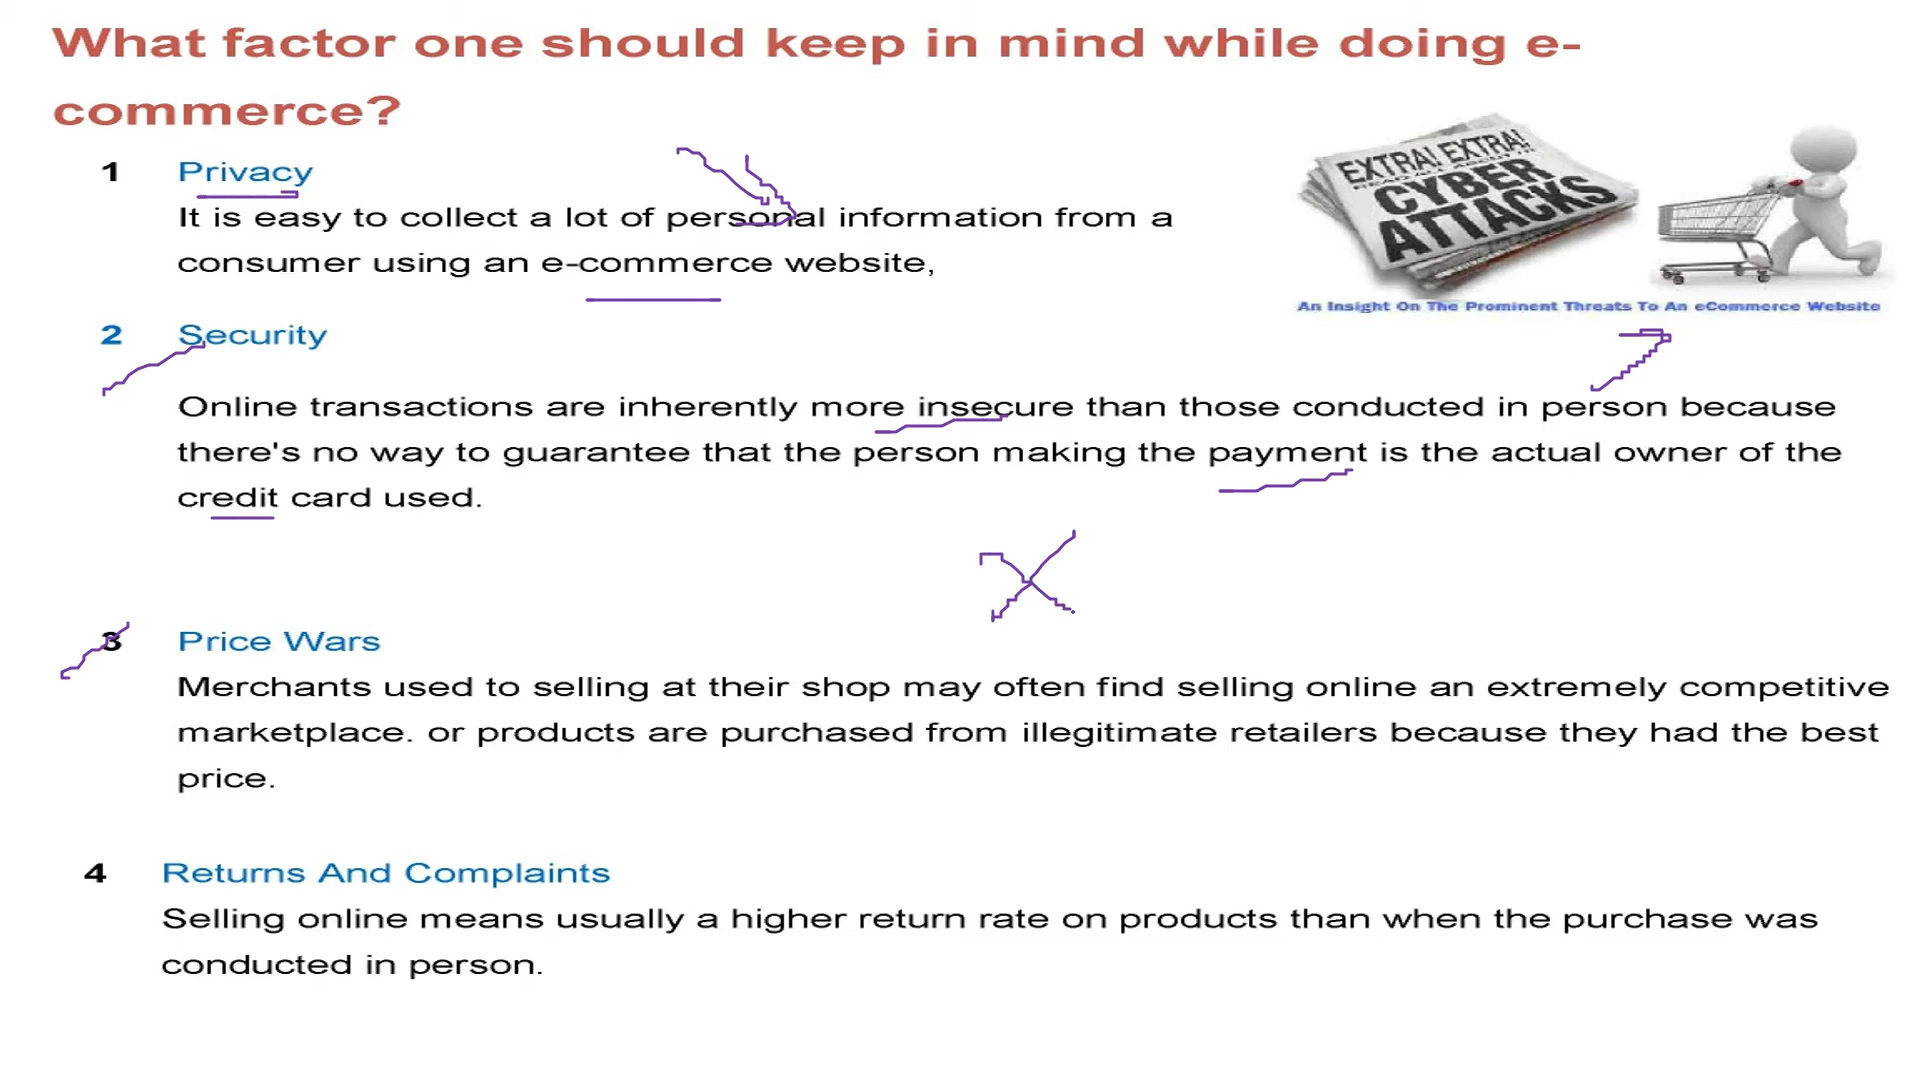 What factor one should keep in mind while doing e-
commerce?
1 Privacy
It is easy to collect a lot of personal information from a
consumer using an e-commerce website,
EXTRA! EXTRA!
CYBER
ATTACKS
An Insight On The Prominent Threats To An eCommerce Website
2 Security
Online transactions are inherently more insecure than those conducted in person because
there's no way to guarantee that the person making the payment is the actual owner of the
credit card used.
3 Price Wars
Merchants used to selling at their shop may often find selling online an extremely competitive
marketplace. or products are purchased from illegitimate retailers because they had the best
price.
4 Returns And Complaints
Selling online means usually a higher return rate on products than when the purchase was
conducted in person.